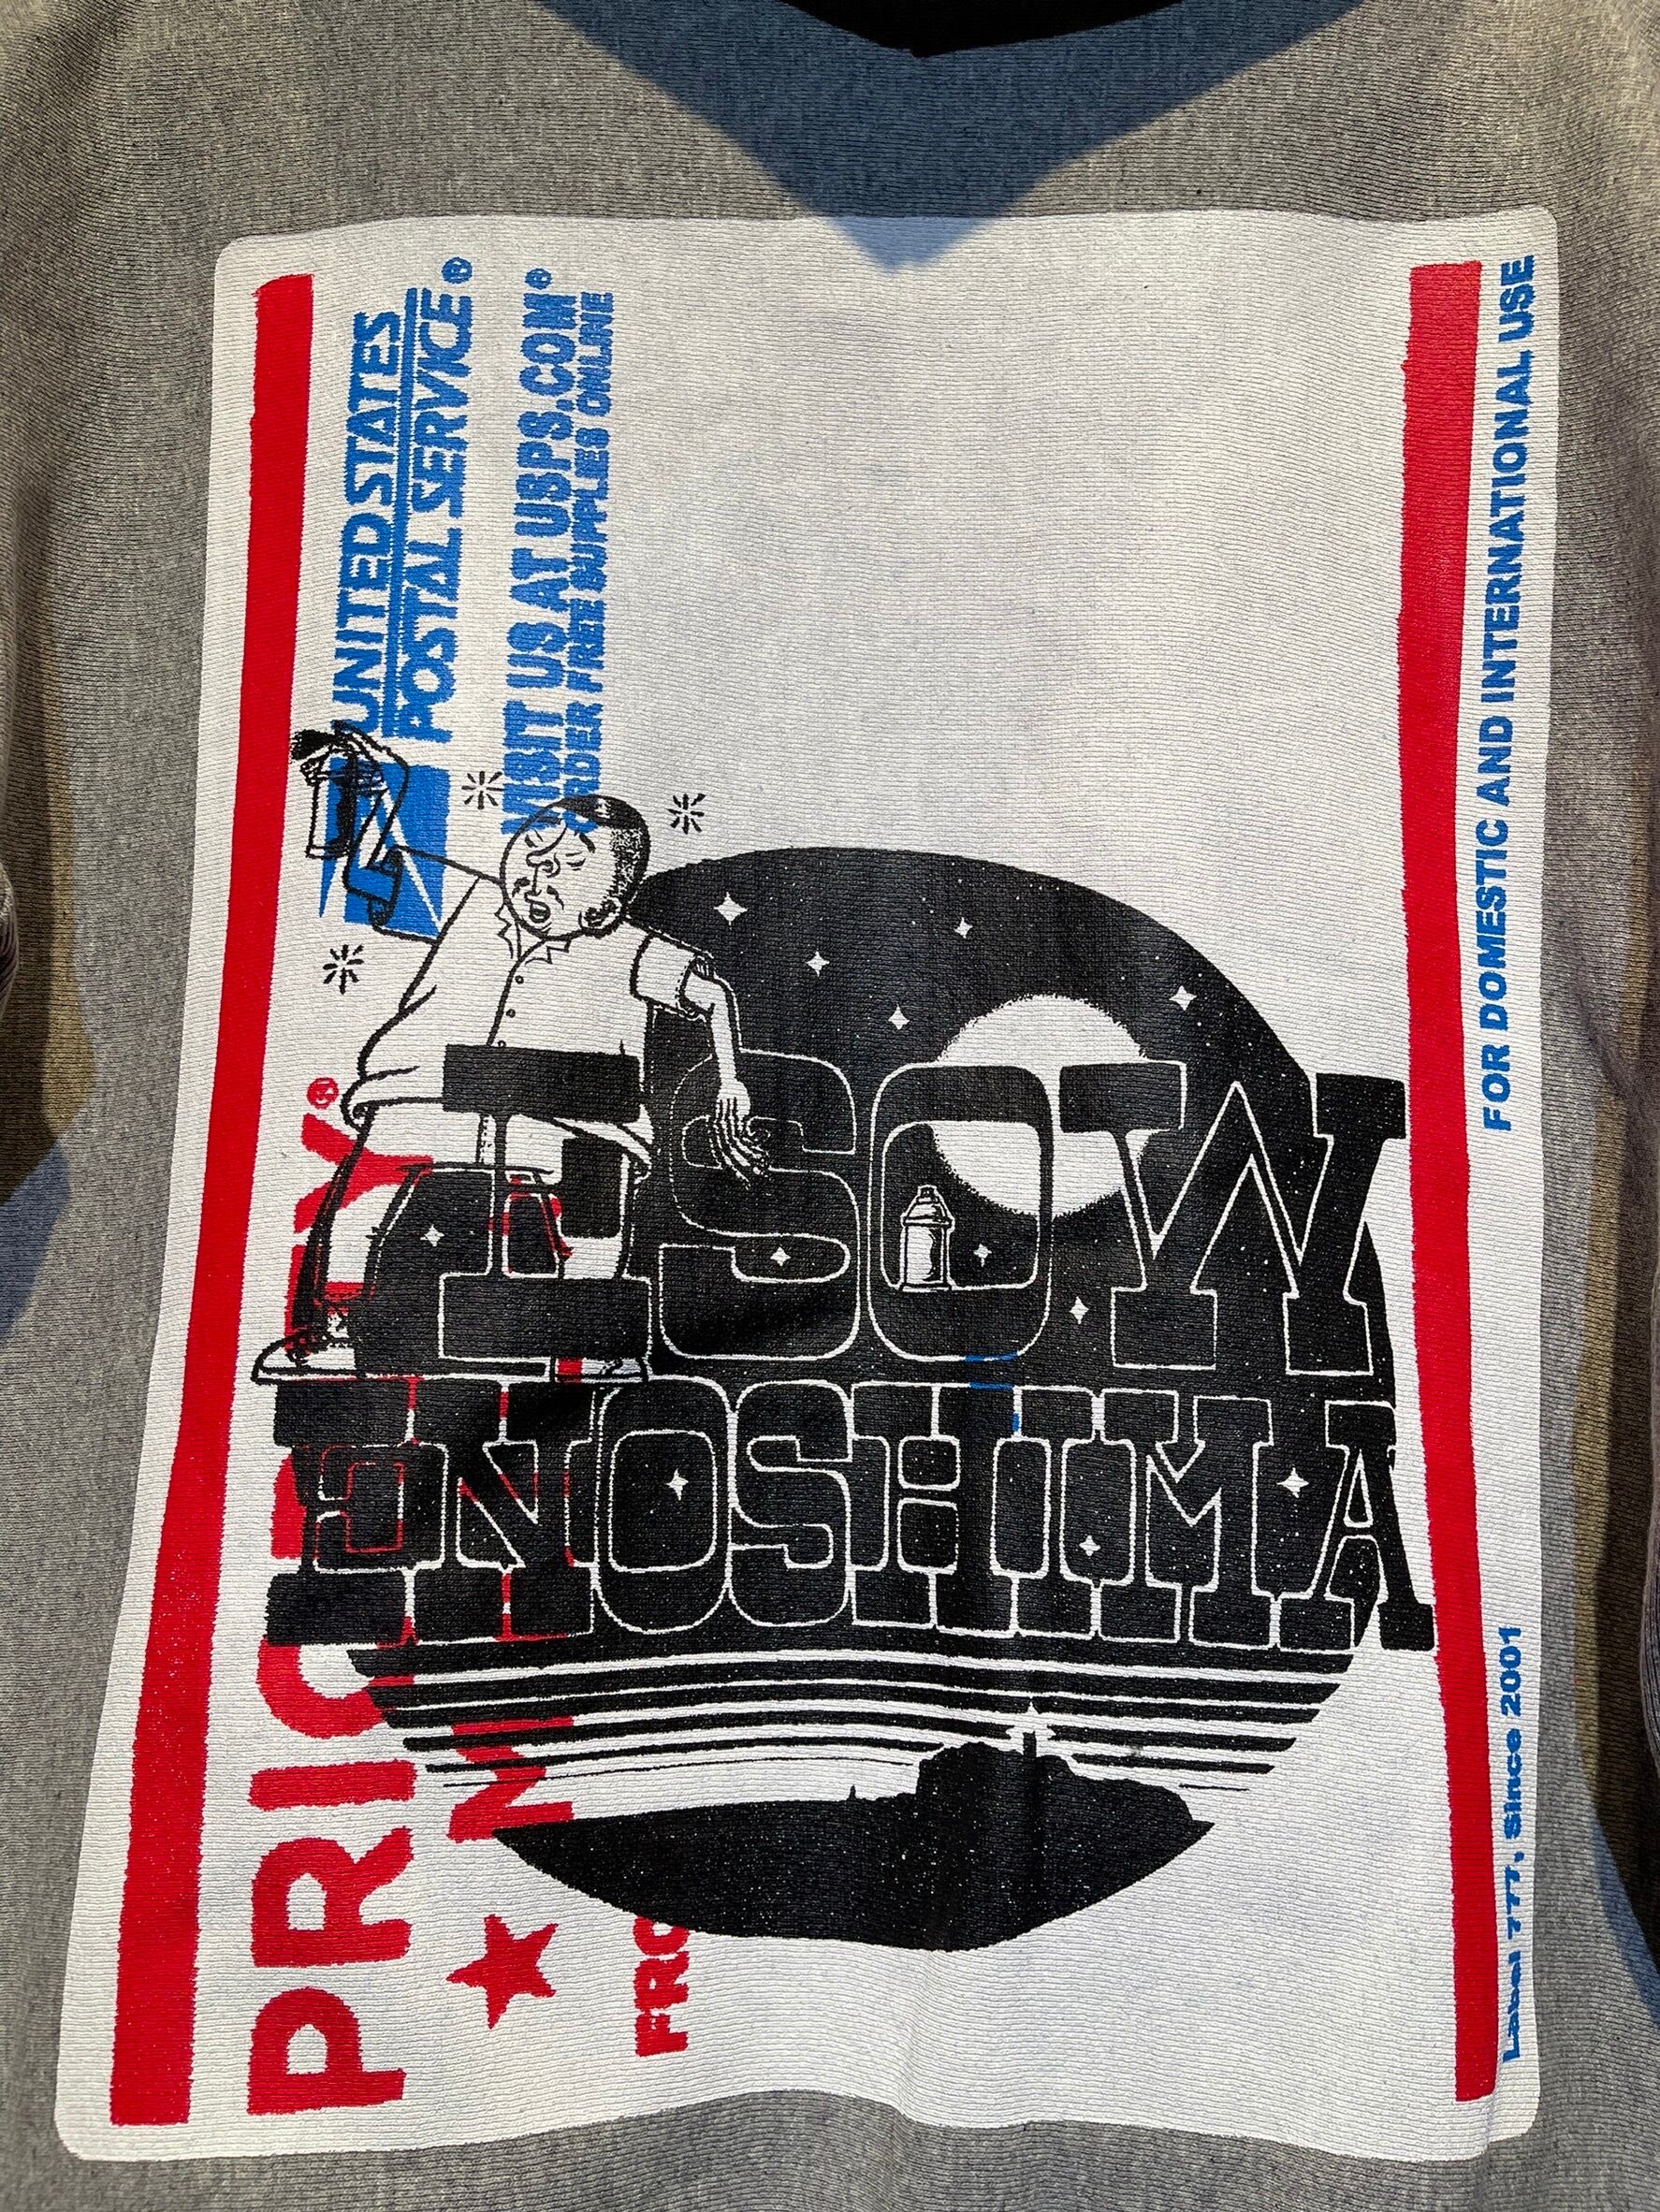 UNITED STATES
POSTAL SERVICE®
VISIT US AT USPS.COM®
ORDER FREE SUPPLIES ONLINE
PRIORITY®
M
FRO
ESOW
ENOSHIMA
Label 777, Since 2001
FOR DOMESTIC AND INTERNATIONAL USE